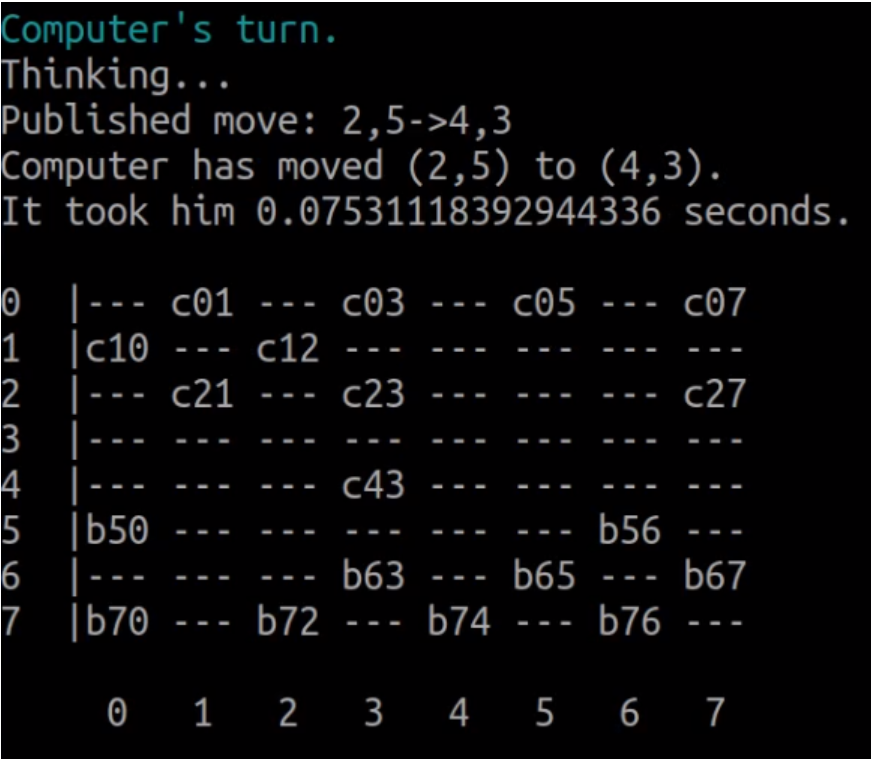 Computer's turn.
Thinking...
Published move: 2,5->4,3
Computer has moved (2,5) to (4,3).
It took him 0.07531118392944336 seconds.
0 |--- c01 --- c03 --- c05 --- c07
1 |c10 --- c12 --- --- --- --- ---
2 |--- c21 --- c23 --- --- --- c27
3 |--- --- --- --- --- --- --- ---
4 |--- --- --- c43 --- --- --- ---
5 |b50 --- --- --- --- --- b56 ---
6 |--- --- --- b63 --- b65 --- b67
7 |b70 --- b72 --- b74 --- b76 ---
0 1 2 3 4 5 6 7